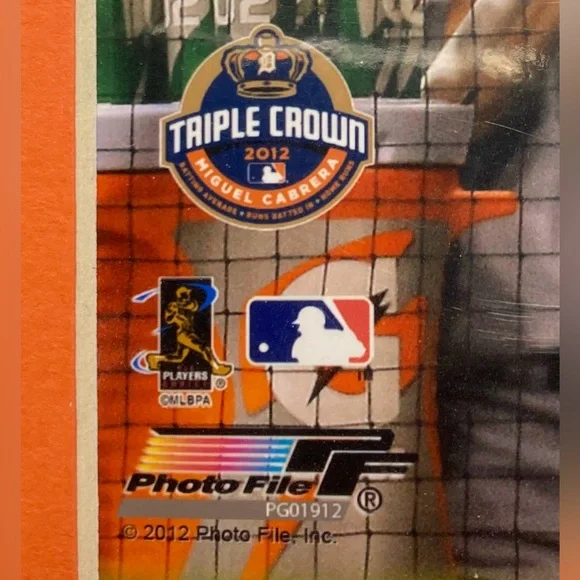 D
TRIPLE CROWN
2012
MIGUEL CABRERA
BATTING AVERAGE • RUNS BATTED IN • HOME RUNS
G
PLAYERS
CHOICE ®
©MLBPA
Photo File PF ®
PG01912
© 2012 Photo File, Inc.